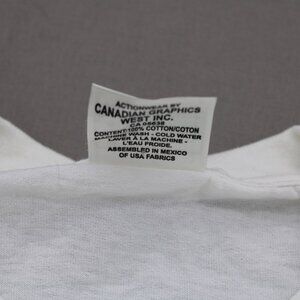 ACTIONWEAR BY
CANADIAN GRAPHICS
WEST INC.
CA 06638
CONTENT:100% COTTON/COTON
MACHINE WASH - COLD WATER
LAVER A LA MACHINE -
L'EAU FROIDE.
ASSEMBLED IN MEXICO
OF USA FABRICS